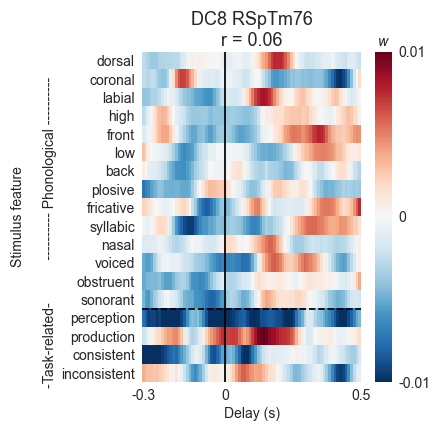 DC8 RSpTm76
r = 0.06
w
Stimulus feature
---------- Phonological ----------
-Task-related-
dorsal
coronal
labial
high
front
low
back
plosive
fricative
syllabic
nasal
voiced
obstruent
sonorant
perception
production
consistent
inconsistent
0.01
0
-0.01
-0.3
0
0.5
Delay (s)